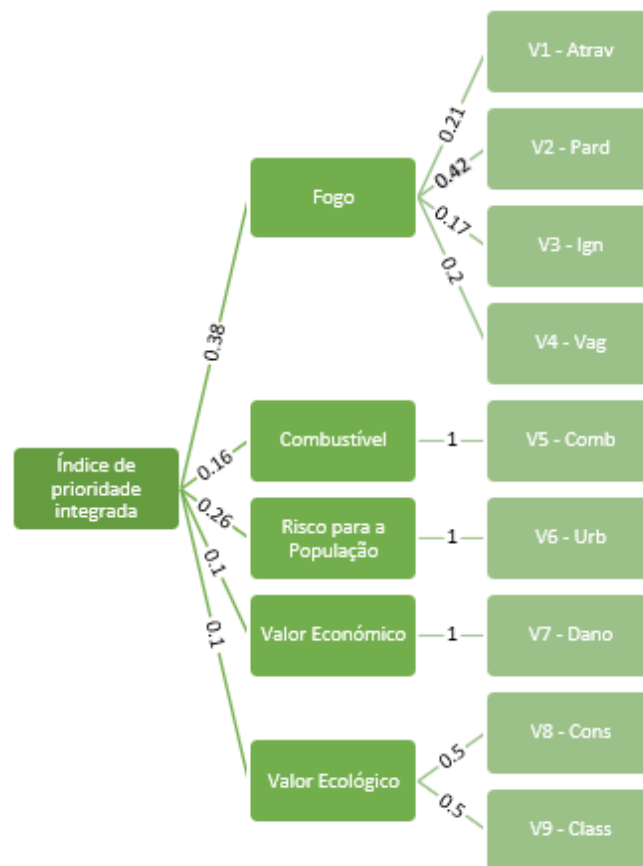 V1 - Atrav
0.21
V2 - Pard
0.42
Fogo
0.17
V3 - Ign
0.2
V4 - Vag
0.38
Combustível
1
V5 - Comb
Índice de
prioridade
integrada
0.16
0.26
Risco para a
População
1
V6 - Urb
0.1
Valor Económico
1
V7 - Dano
0.1
V8 - Cons
0.5
Valor Ecológico
0.5
V9 - Class